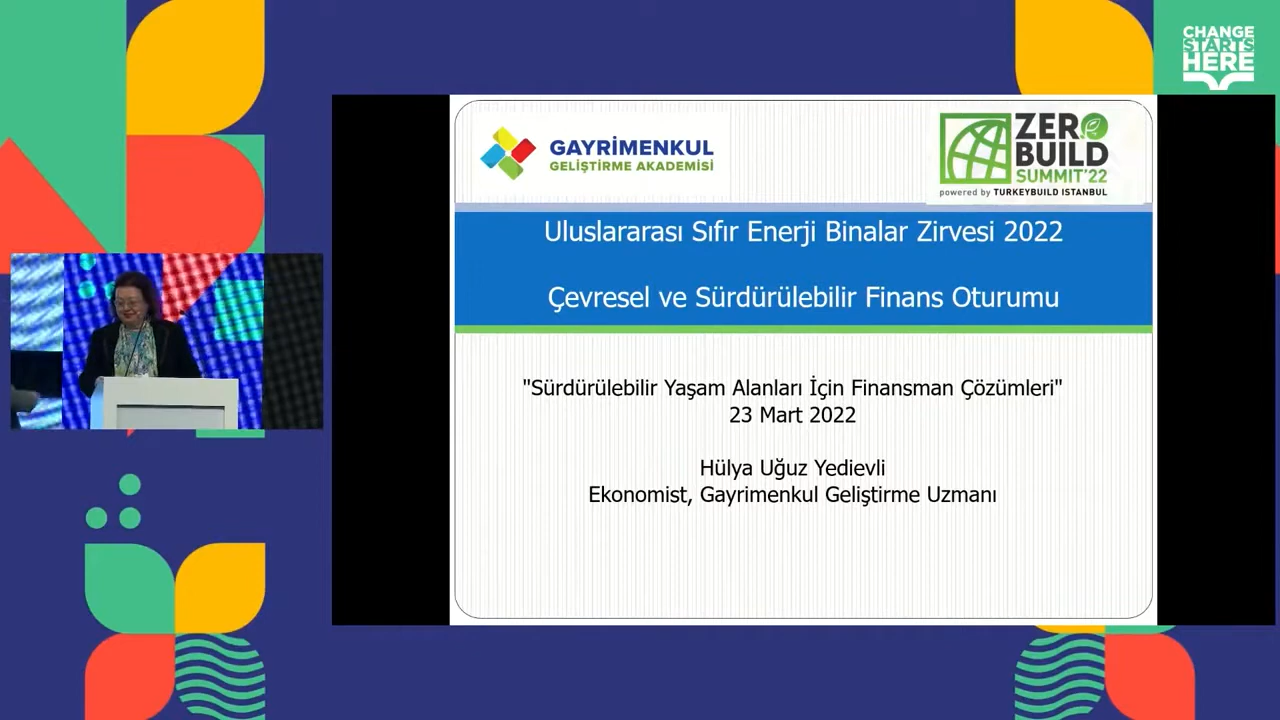 CHANGE
STARTS
HERE
GAYRİMENKUL
GELİŞTİRME AKADEMİSİ
ZERO
BUILD
SUMMIT'22
powered by TURKEYBUILD ISTANBUL
Uluslararası Sıfır Enerji Binalar Zirvesi 2022
Çevresel ve Sürdürülebilir Finans Oturumu
"Sürdürülebilir Yaşam Alanları İçin Finansman Çözümleri"
23 Mart 2022
Hülya Uğuz Yedievli
Ekonomist, Gayrimenkul Geliştirme Uzmanı